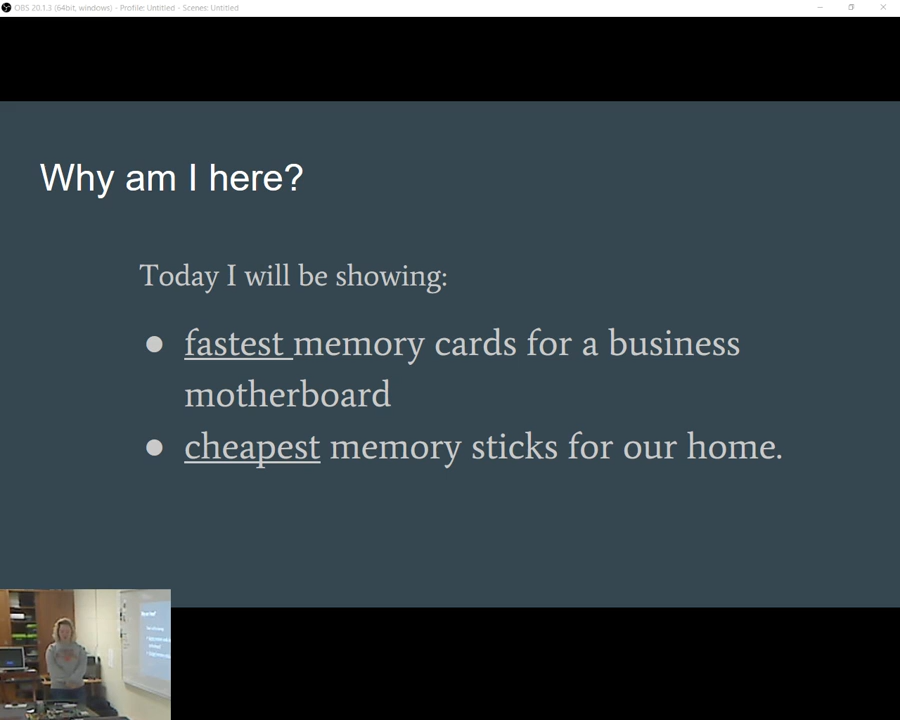 OBS 20.1.3 (64bit, windows) - Profile: Untitled - Scenes: Untitled
Why am I here?
Today I will be showing:
● fastest memory cards for a business
motherboard
● cheapest memory sticks for our home.